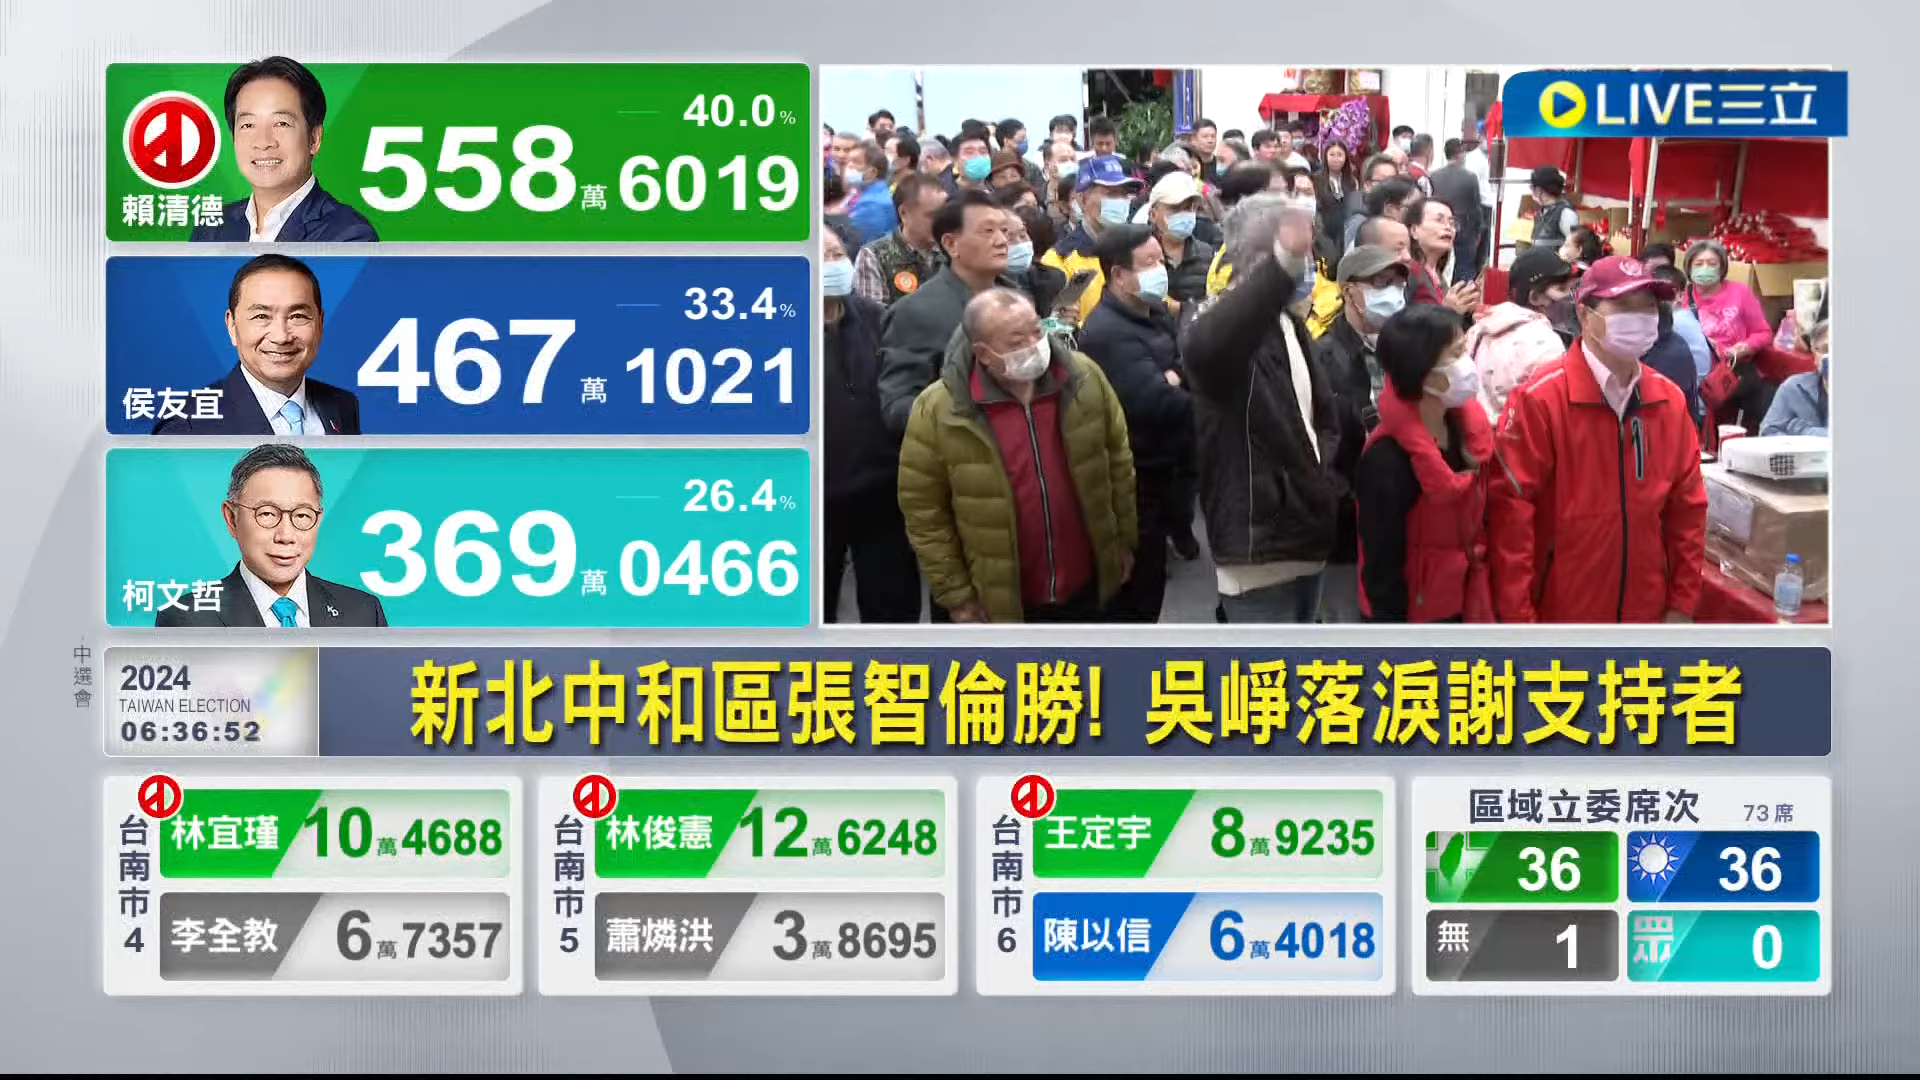 LIVE三立
賴清德
40.0%
558萬6019
侯友宜
33.4%
467萬1021
柯文哲
26.4%
369萬0466
中選會
2024
TAIWAN ELECTION
06:36:52
新北中和區張智倫勝! 吳崢落淚謝支持者
台南市4
林宜瑾 10萬4688
李全教 6萬7357
台南市5
林俊憲 12萬6248
蕭燐洪 3萬8695
台南市6
王定宇 8萬9235
陳以信 6萬4018
區域立委席次 73席
36
36
無 1
眾 0